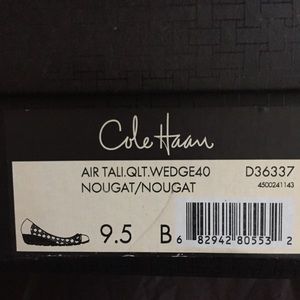 Cole Haan
AIR TALI.QLT.WEDGE40 D36337
NOUGAT/NOUGAT 4500241143
9.5 B
6 82942 80553 2